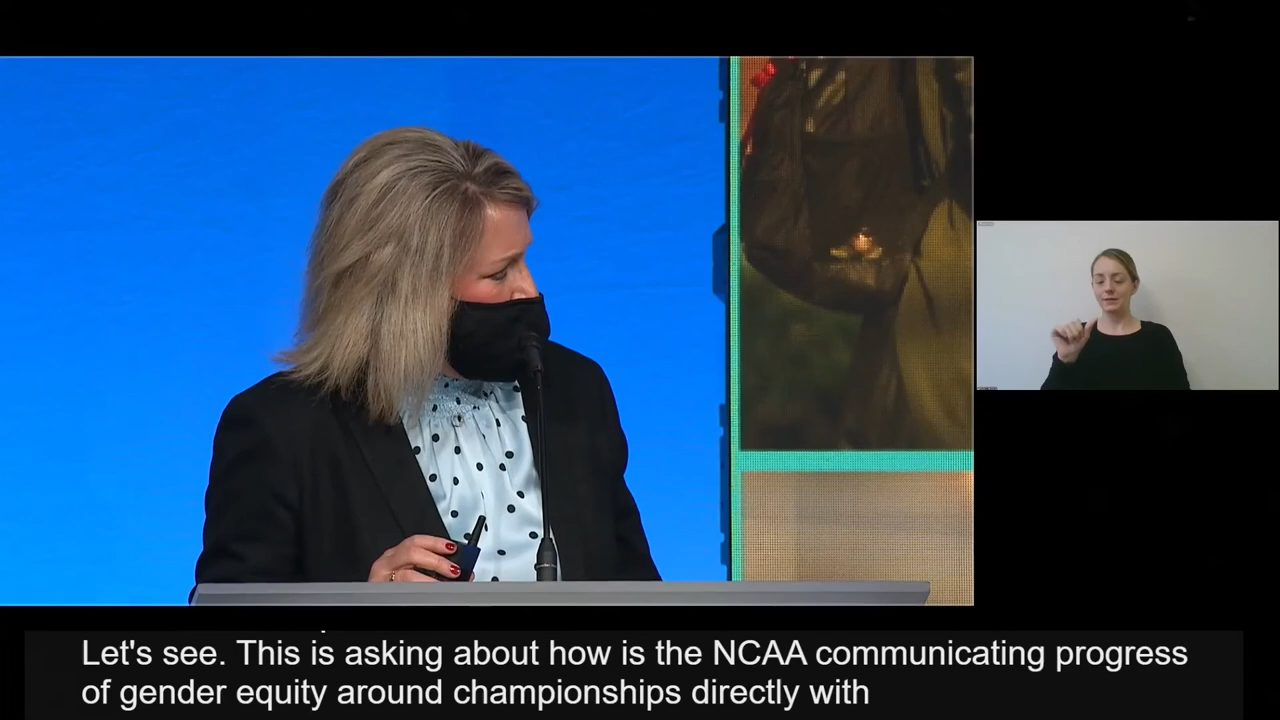 Let's see. This is asking about how is the NCAA communicating progress
of gender equity around championships directly with